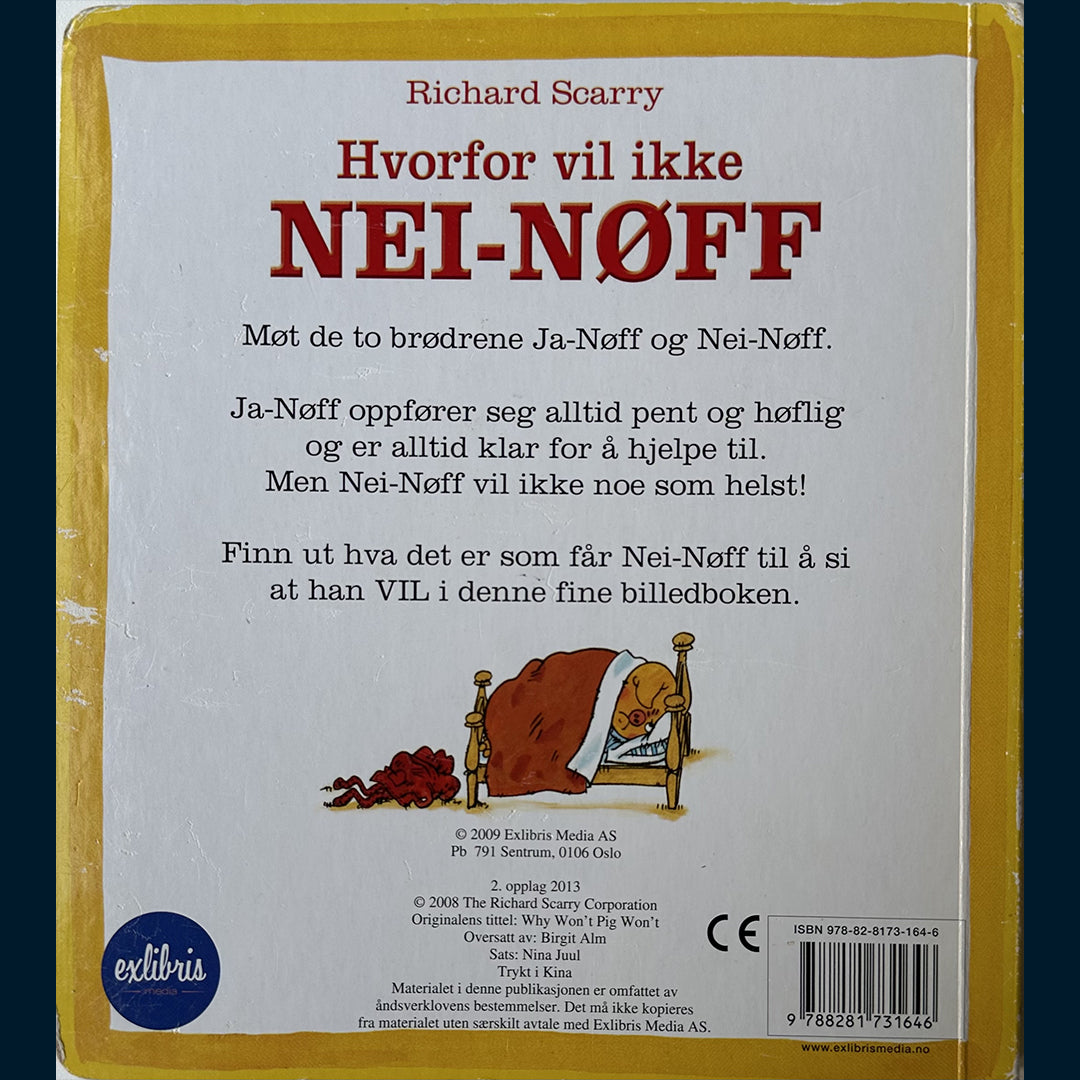 Richard Scarry
Hvorfor vil ikke
NEI-NØFF
Møt de to brødrene Ja-Nøff og Nei-Nøff.
Ja-Nøff oppfører seg alltid pent og høflig
og er alltid klar for å hjelpe til.
Men Nei-Nøff vil ikke noe som helst!
Finn ut hva det er som får Nei-Nøff til å si
at han VIL i denne fine billedboken.
© 2009 Exlibris Media AS
Pb 791 Sentrum, 0106 Oslo
2. opplag 2013
© 2008 The Richard Scarry Corporation
Originalens tittel: Why Won't Pig Won't
Oversatt av: Birgit Alm
Sats: Nina Juul
Trykt i Kina
Materialet i denne publikasjonen er omfattet av
åndsverklovens bestemmelser. Det må ikke kopieres
fra materialet uten særskilt avtale med Exlibris Media AS.
exlibris
media
CE
ISBN 978-82-8173-164-6
9 788281 731646
www.exlibrismedia.no